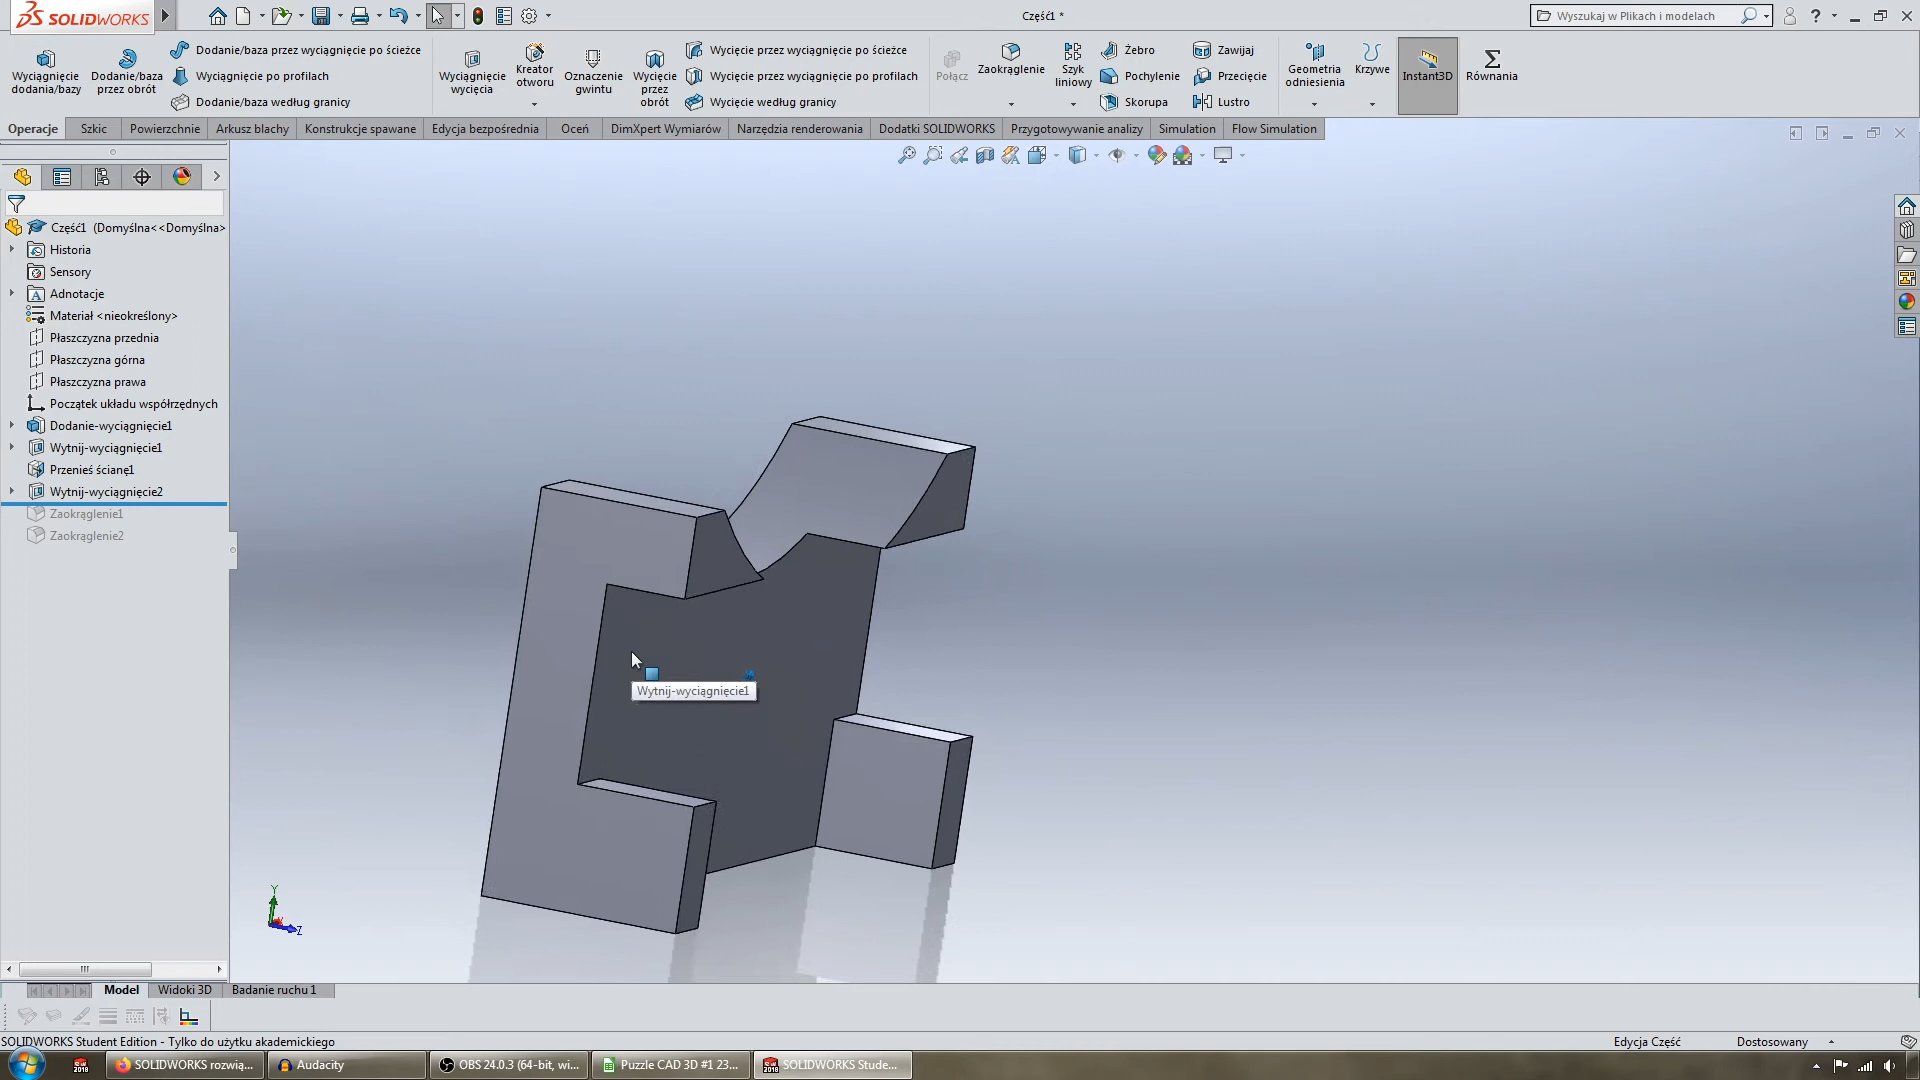 SOLIDWORKS
Część1 *
Wyszukaj w Plikach i modelach
Wyciągnięcie dodania/bazy
Dodanie/baza przez obrót
Dodanie/baza przez wyciągnięcie po ścieżce
Wyciągnięcie po profilach
Dodanie/baza według granicy
Wyciągnięcie wycięcia
Kreator otworu
Oznaczenie gwintu
Wycięcie przez obrót
Wycięcie przez wyciągnięcie po ścieżce
Wycięcie przez wyciągnięcie po profilach
Wycięcie według granicy
Połącz
Zaokrąglenie
Szyk liniowy
Żebro
Pochylenie
Skorupa
Zawijaj
Przecięcie
Lustro
Geometria odniesienia
Krzywe
Instant3D
Równania
Operacje
Szkic
Powierzchnie
Arkusz blachy
Konstrukcje spawane
Edycja bezpośrednia
Oceń
DimXpert Wymiarów
Narzędzia renderowania
Dodatki SOLIDWORKS
Przygotowywanie analizy
Simulation
Flow Simulation
Część1 (Domyślna<<Domyślna>
Historia
Sensory
Adnotacje
Materiał <nieokreślony>
Płaszczyzna przednia
Płaszczyzna górna
Płaszczyzna prawa
Początek układu współrzędnych
Dodanie-wyciągnięcie1
Wytnij-wyciągnięcie1
Przenieś ścianę1
Wytnij-wyciągnięcie2
Zaokrąglenie1
Zaokrąglenie2
Wytnij-wyciągnięcie1
Y
Z
Model
Widoki 3D
Badanie ruchu 1
SOLIDWORKS Student Edition - Tylko do użytku akademickiego
Edycja Część
Dostosowany
2018
SOLIDWORKS rozwią...
Audacity
OBS 24.0.3 (64-bit, wi...
Puzzle CAD 3D #1 23...
2018
SOLIDWORKS Stude...